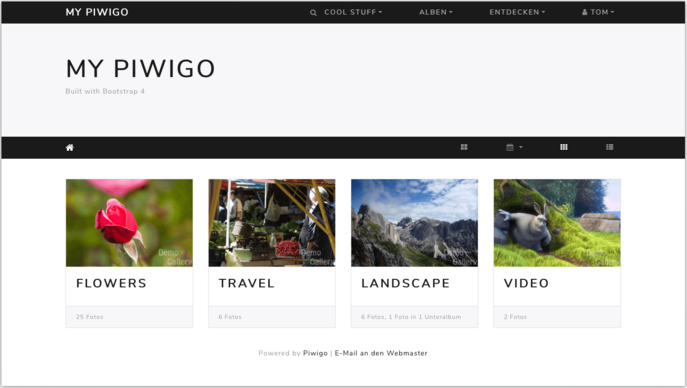 MY PIWIGO
COOL STUFF
ALBEN
ENTDECKEN
TOM
MY PIWIGO
Built with Bootstrap 4
Demo
Gallery
Demo
Gallery
Demo
Gallery
Demo
Gallery
FLOWERS
TRAVEL
LANDSCAPE
VIDEO
25 Fotos
6 Fotos
6 Fotos, 1 Foto in 1 Unteralbum
2 Fotos
Powered by Piwigo | E-Mail an den Webmaster